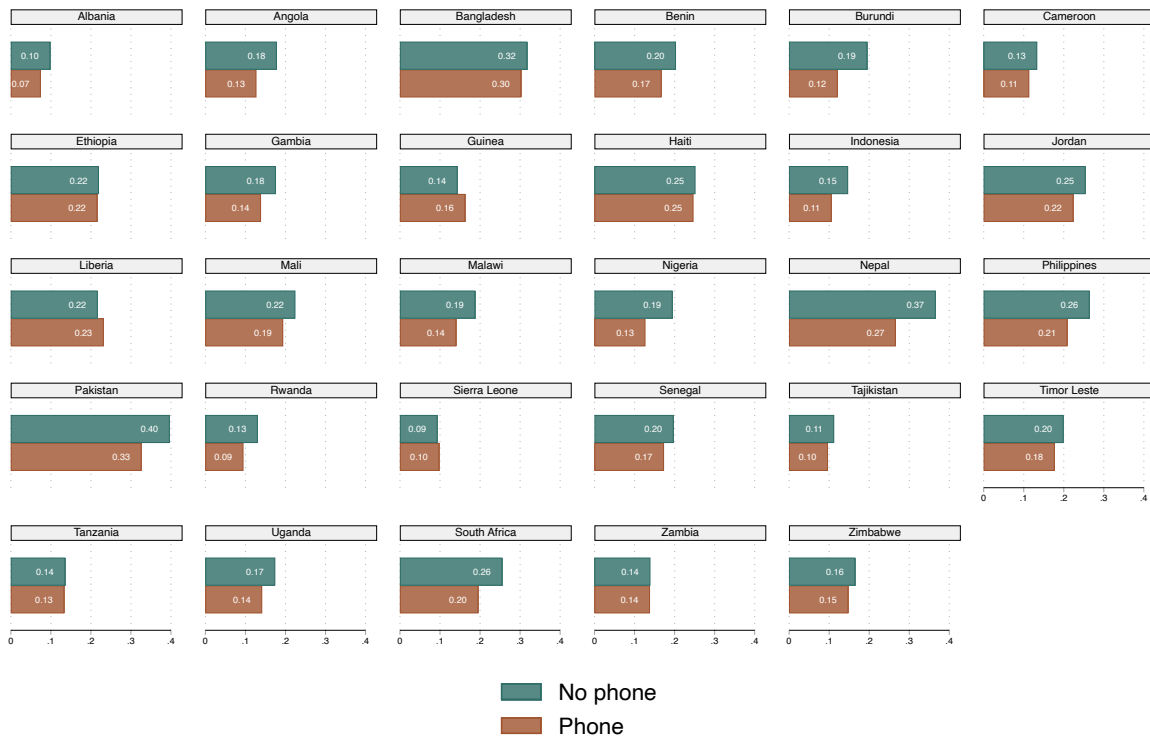 Albania Angola Bangladesh Benin Burundi Cameroon
0.10 0.18 0.32 0.20 0.19 0.13
0.07 0.13 0.30 0.17 0.12 0.11
Ethiopia Gambia Guinea Haiti Indonesia Jordan
0.22 0.18 0.14 0.25 0.15 0.25
0.22 0.14 0.16 0.25 0.11 0.22
Liberia Mali Malawi Nigeria Nepal Philippines
0.22 0.22 0.19 0.19 0.37 0.26
0.23 0.19 0.14 0.13 0.27 0.21
Pakistan Rwanda Sierra Leone Senegal Tajikistan Timor Leste
0.40 0.13 0.09 0.20 0.11 0.20
0.33 0.09 0.10 0.17 0.10 0.18
0 .1 .2 .3 .4
Tanzania Uganda South Africa Zambia Zimbabwe
0.14 0.17 0.26 0.14 0.16
0.13 0.14 0.20 0.14 0.15
0 .1 .2 .3 .4 0 .1 .2 .3 .4 0 .1 .2 .3 .4 0 .1 .2 .3 .4 0 .1 .2 .3 .4
No phone
Phone